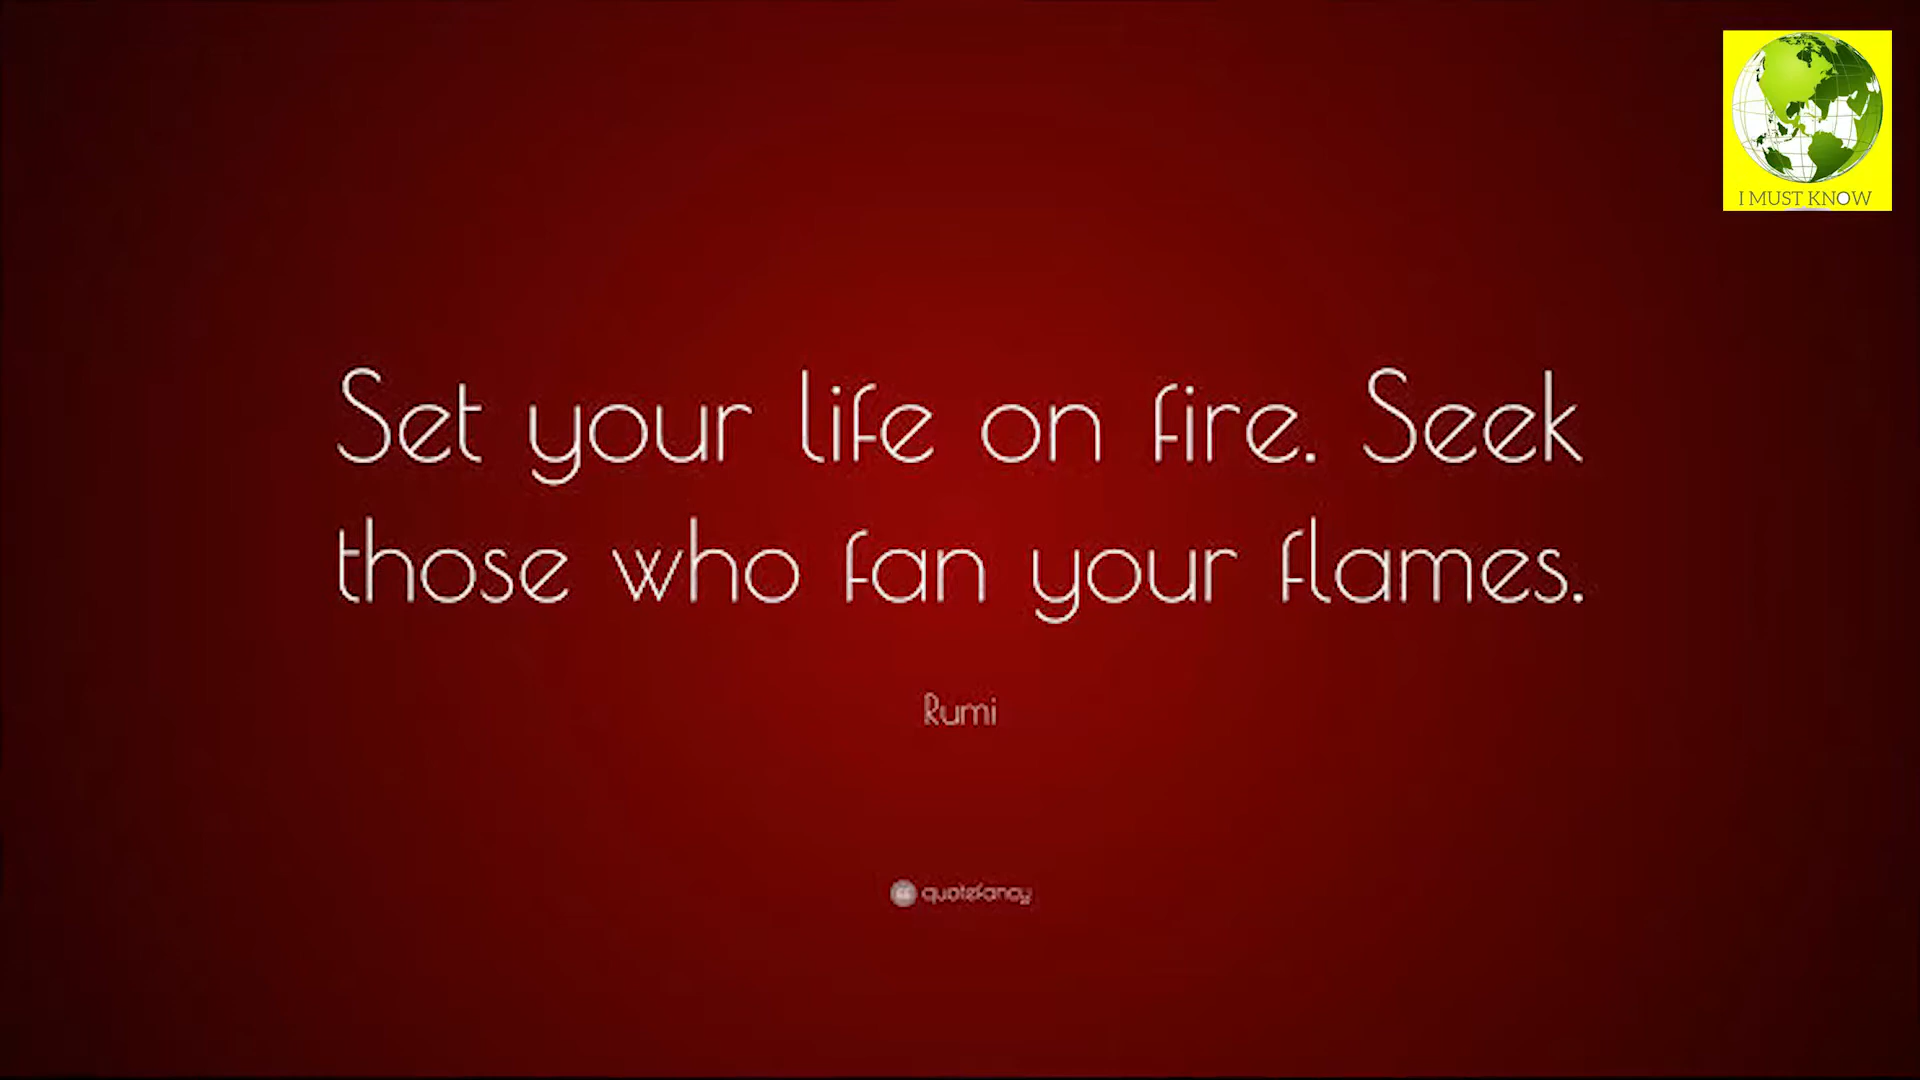 I MUST KNOW
Set your life on fire. Seek
those who fan your flames.
Rumi
quotefancy